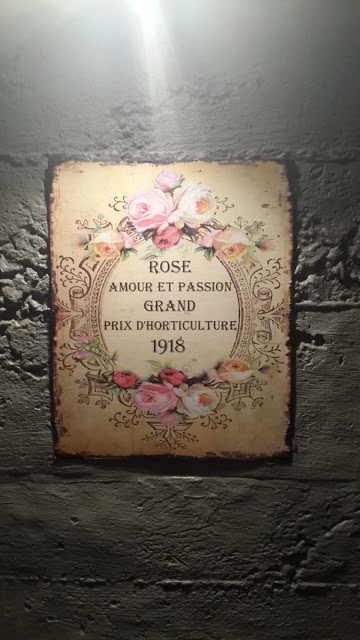 ROSE
AMOUR ET PASSION
GRAND
PRIX D'HORTICULTURE
1918